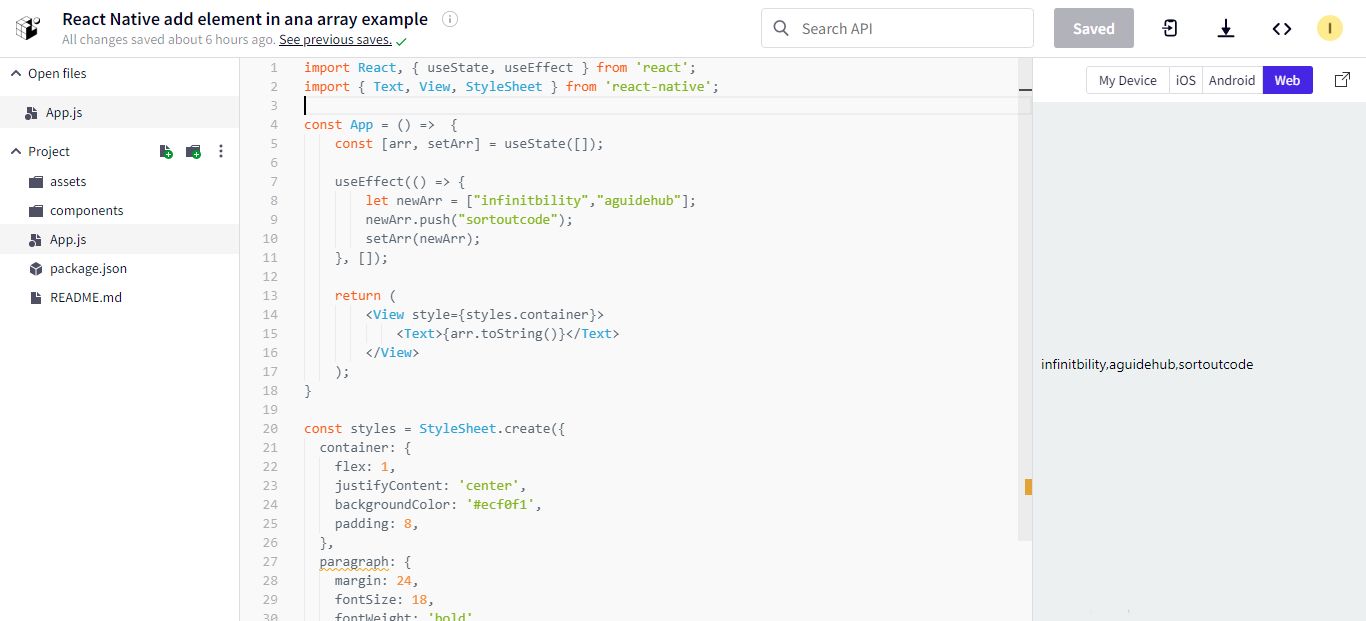 React Native add element in ana array example
All changes saved about 6 hours ago. See previous saves.
Search API
Saved
I
Open files
App.js
Project
assets
components
App.js
package.json
README.md
1 import React, { useState, useEffect } from 'react';
2 import { Text, View, StyleSheet } from 'react-native';
3
4 const App = () =>  {
5     const [arr, setArr] = useState([]);
6
7     useEffect(() => {
8         let newArr = ["infinitbility","aguidehub"];
9         newArr.push("sortoutcode");
10         setArr(newArr);
11     }, []);
12
13     return (
14         <View style={styles.container}>
15             <Text>{arr.toString()}</Text>
16         </View>
17     );
18 }
19
20 const styles = StyleSheet.create({
21   container: {
22     flex: 1,
23     justifyContent: 'center',
24     backgroundColor: '#ecf0f1',
25     padding: 8,
26   },
27   paragraph: {
28     margin: 24,
29     fontSize: 18,
30     fontWeight: 'bold'
My Device iOS Android Web
infinitbility,aguidehub,sortoutcode